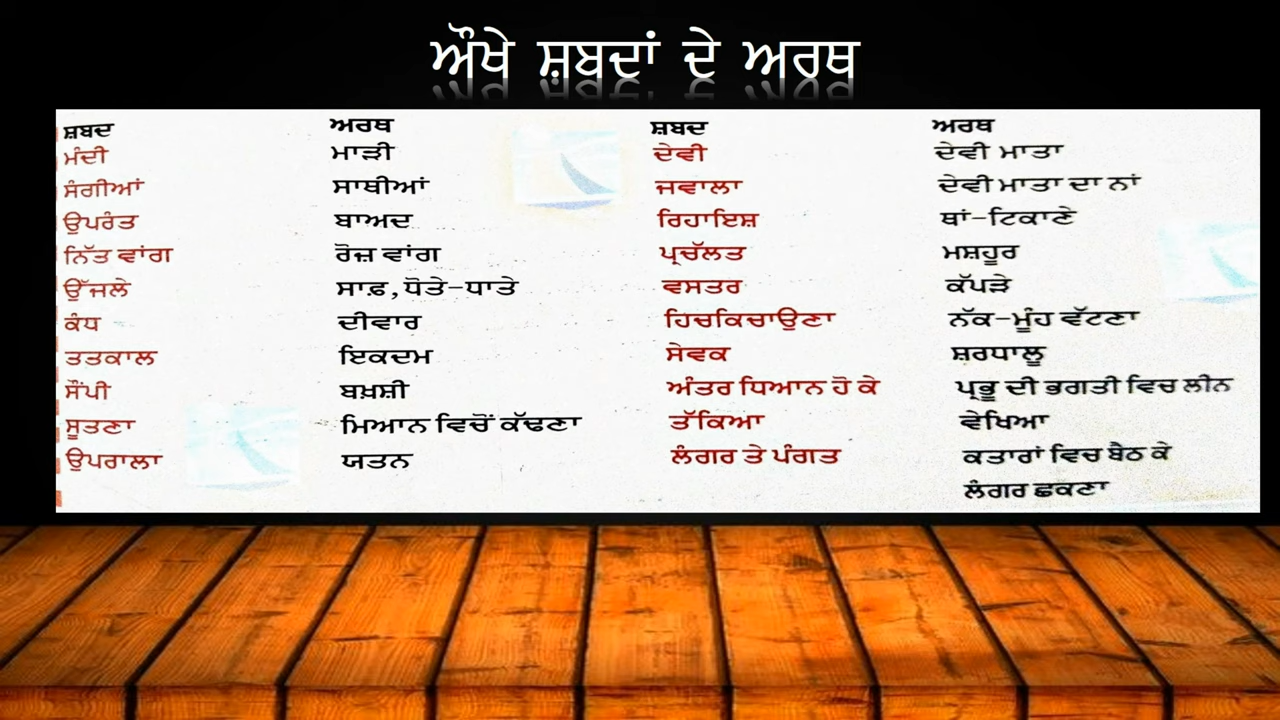 ਔਖੇ ਸ਼ਬਦਾਂ ਦੇ ਅਰਥ
ਸ਼ਬਦ ਅਰਥ ਸ਼ਬਦ ਅਰਥ
ਮੰਦੀ ਮਾੜੀ ਦੇਵੀ ਦੇਵੀ ਮਾਤਾ
ਸੰਗੀਆਂ ਸਾਥੀਆਂ ਜਵਾਲਾ ਦੇਵੀ ਮਾਤਾ ਦਾ ਨਾਂ
ਉਪਰੰਤ ਬਾਅਦ ਰਿਹਾਇਸ਼ ਥਾਂ-ਟਿਕਾਣੇ
ਨਿੱਤ ਵਾਂਗ ਰੋਜ਼ ਵਾਂਗ ਪ੍ਰਚੱਲਤ ਮਸ਼ਹੂਰ
ਉੱਜਲੇ ਸਾਫ਼,ਧੋਤੇ-ਧਾਤੇ ਵਸਤਰ ਕੱਪੜੇ
ਕੰਧ ਦੀਵਾਰ ਹਿਚਕਿਚਾਉਣਾ ਨੱਕ-ਮੂੰਹ ਵੱਟਣਾ
ਤਤਕਾਲ ਇਕਦਮ ਸੇਵਕ ਸ਼ਰਧਾਲੂ
ਸੌਂਪੀ ਬਖ਼ਸ਼ੀ ਅੰਤਰ ਧਿਆਨ ਹੋ ਕੇ ਪ੍ਰਭੂ ਦੀ ਭਗਤੀ ਵਿਚ ਲੀਨ
ਸੂਤਣਾ ਮਿਆਨ ਵਿਚੋਂ ਕੱਢਣਾ ਤੱਕਿਆ ਵੇਖਿਆ
ਉਪਰਾਲਾ ਯਤਨ ਲੰਗਰ ਤੇ ਪੰਗਤ ਕਤਾਰਾਂ ਵਿਚ ਬੈਠ ਕੇ
ਲੰਗਰ ਛਕਣਾ